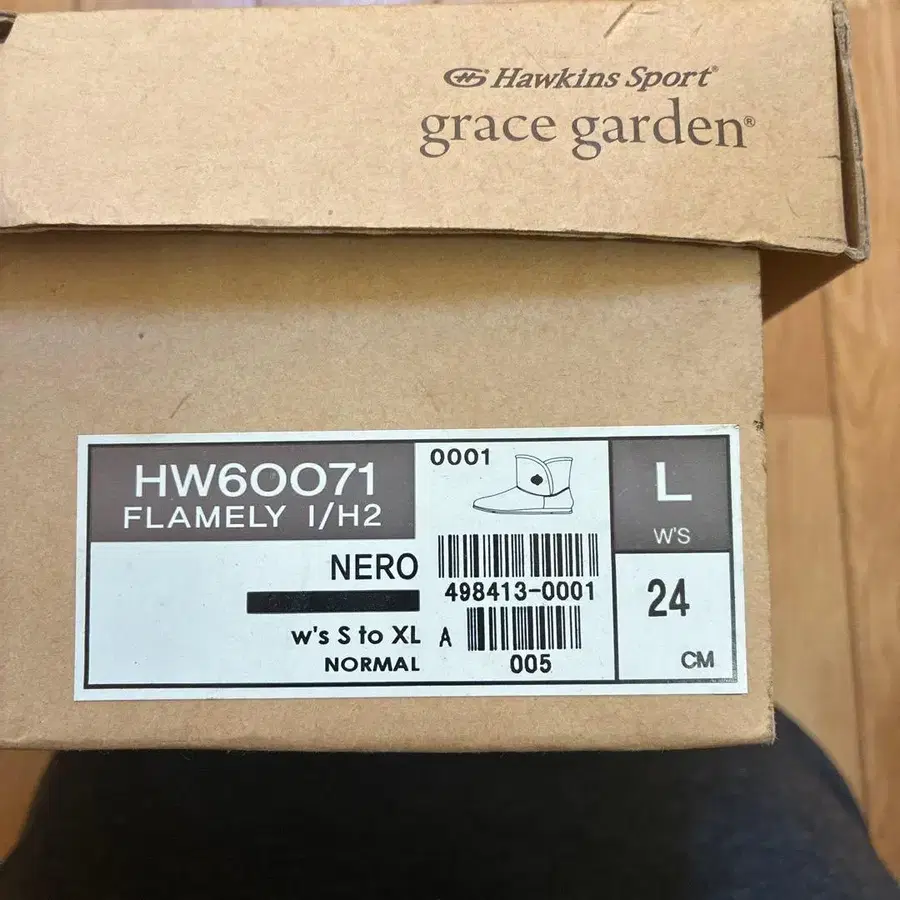 Hawkins Sport®
grace garden®
HW60071
FLAMELY I/H2
0001
L
W'S
NERO
498413-0001
24
w's S to XL
A
NORMAL
005
CM